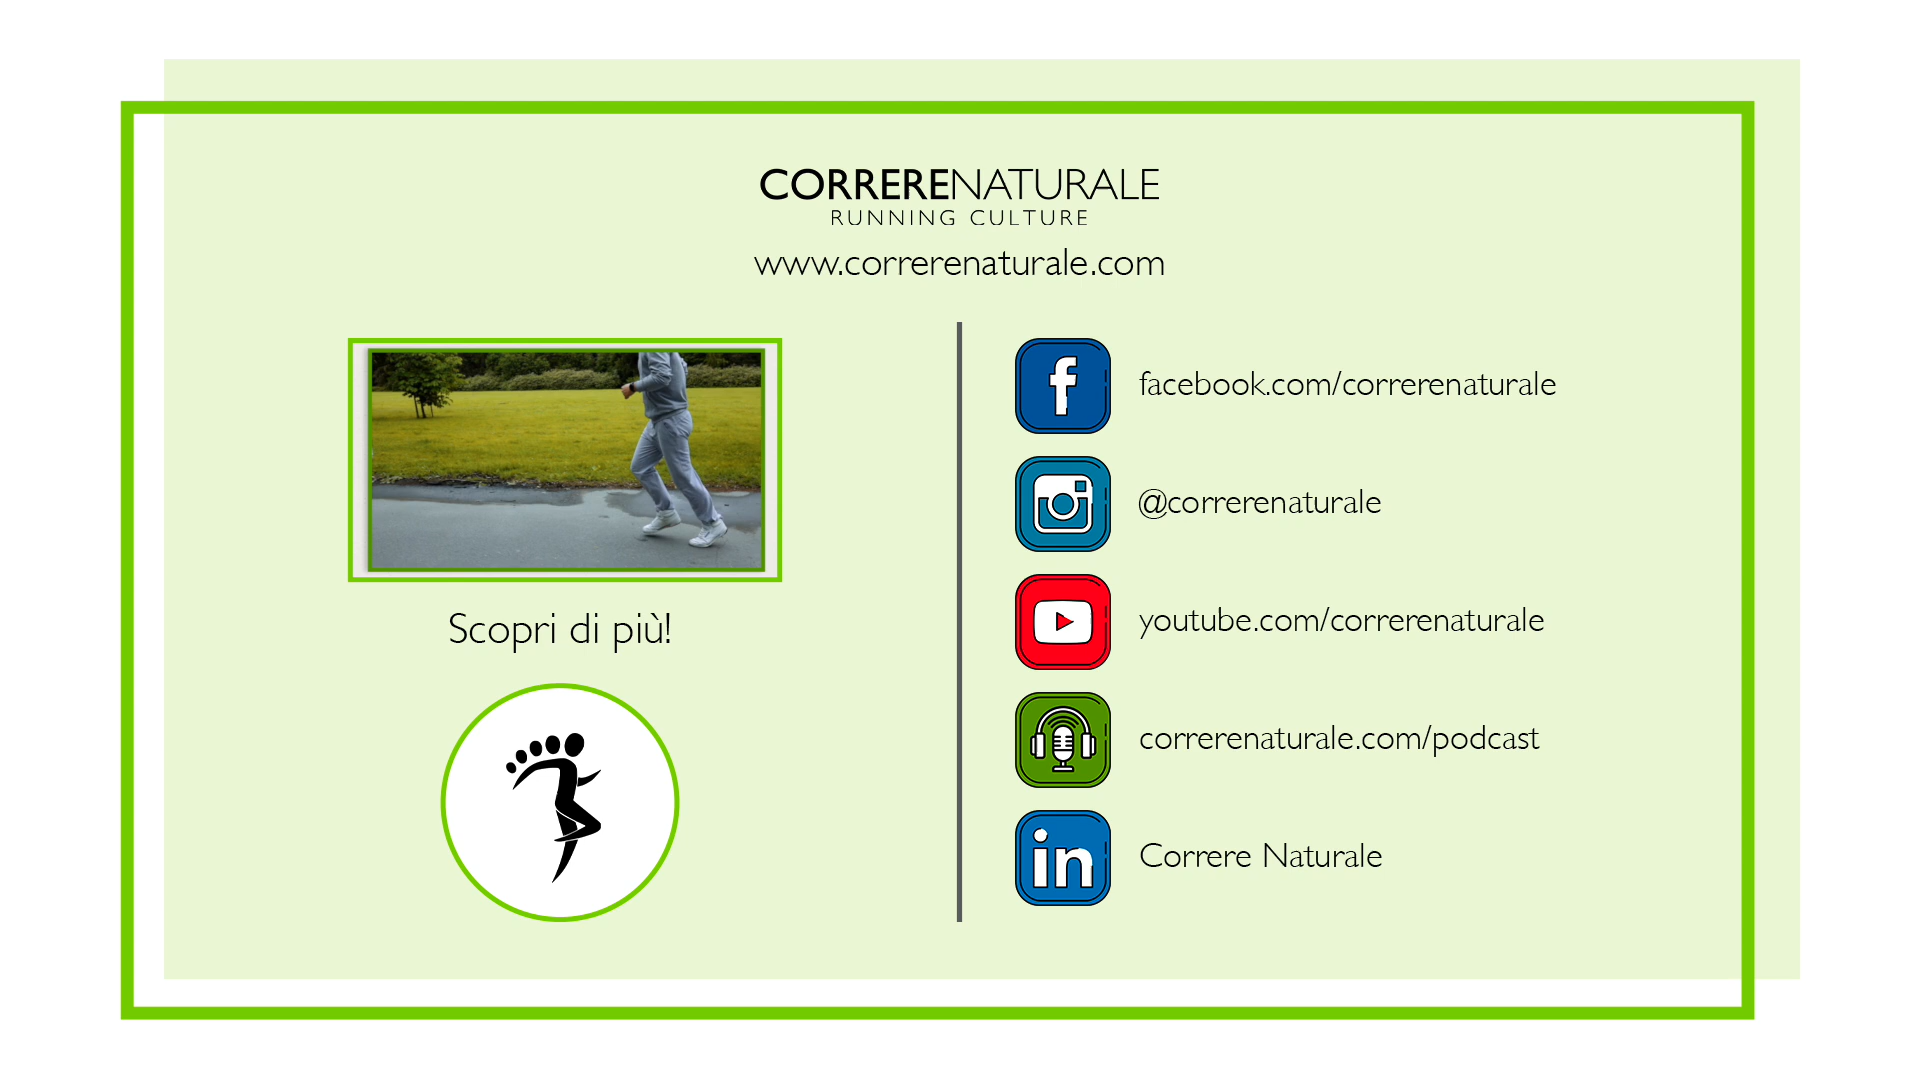 CORRERENATURALE
RUNNING CULTURE
www.correrenaturale.com
Scopri di più!
facebook.com/correrenaturale
@correrenaturale
youtube.com/correrenaturale
correrenaturale.com/podcast
Correre Naturale